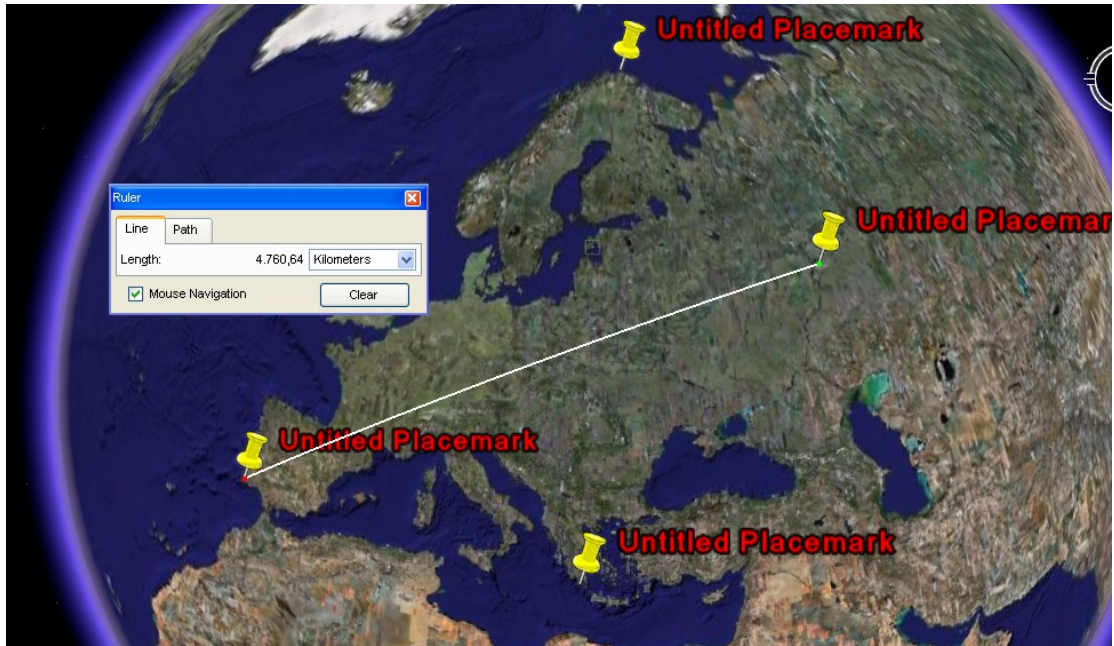 Untitled Placemark
Ruler
Line Path
Length: 4.760,64 Kilometers
Mouse Navigation Clear
Untitled Placemar
Untitled Placemark
Untitled Placemark